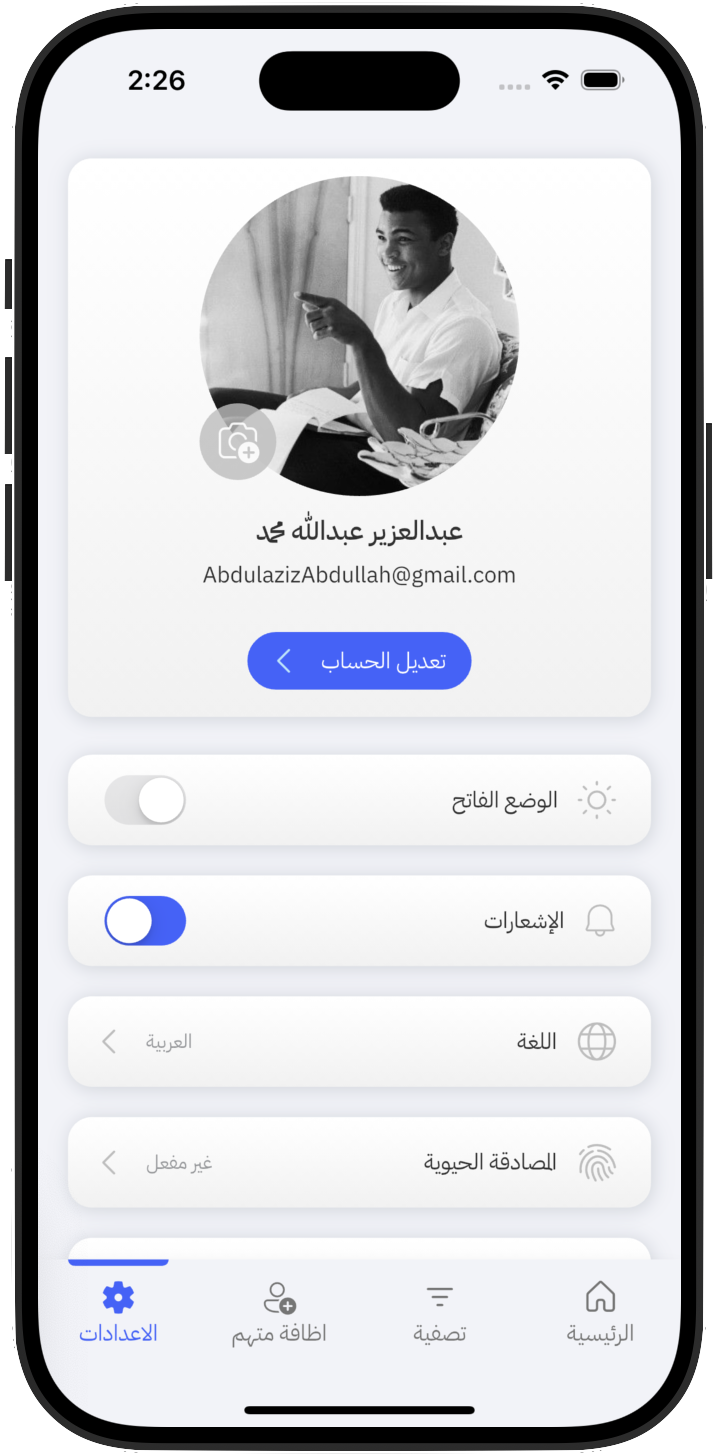 2:26
عبدالعزير عبدالله محمد
AbdulazizAbdullah@gmail.com
تعديل الحساب
الوضع الفاتح
الإشعارات
اللغة العربية
المصادقة الحيوية غير مفعل
الرئيسية تصفية اظافة متهم الاعدادات